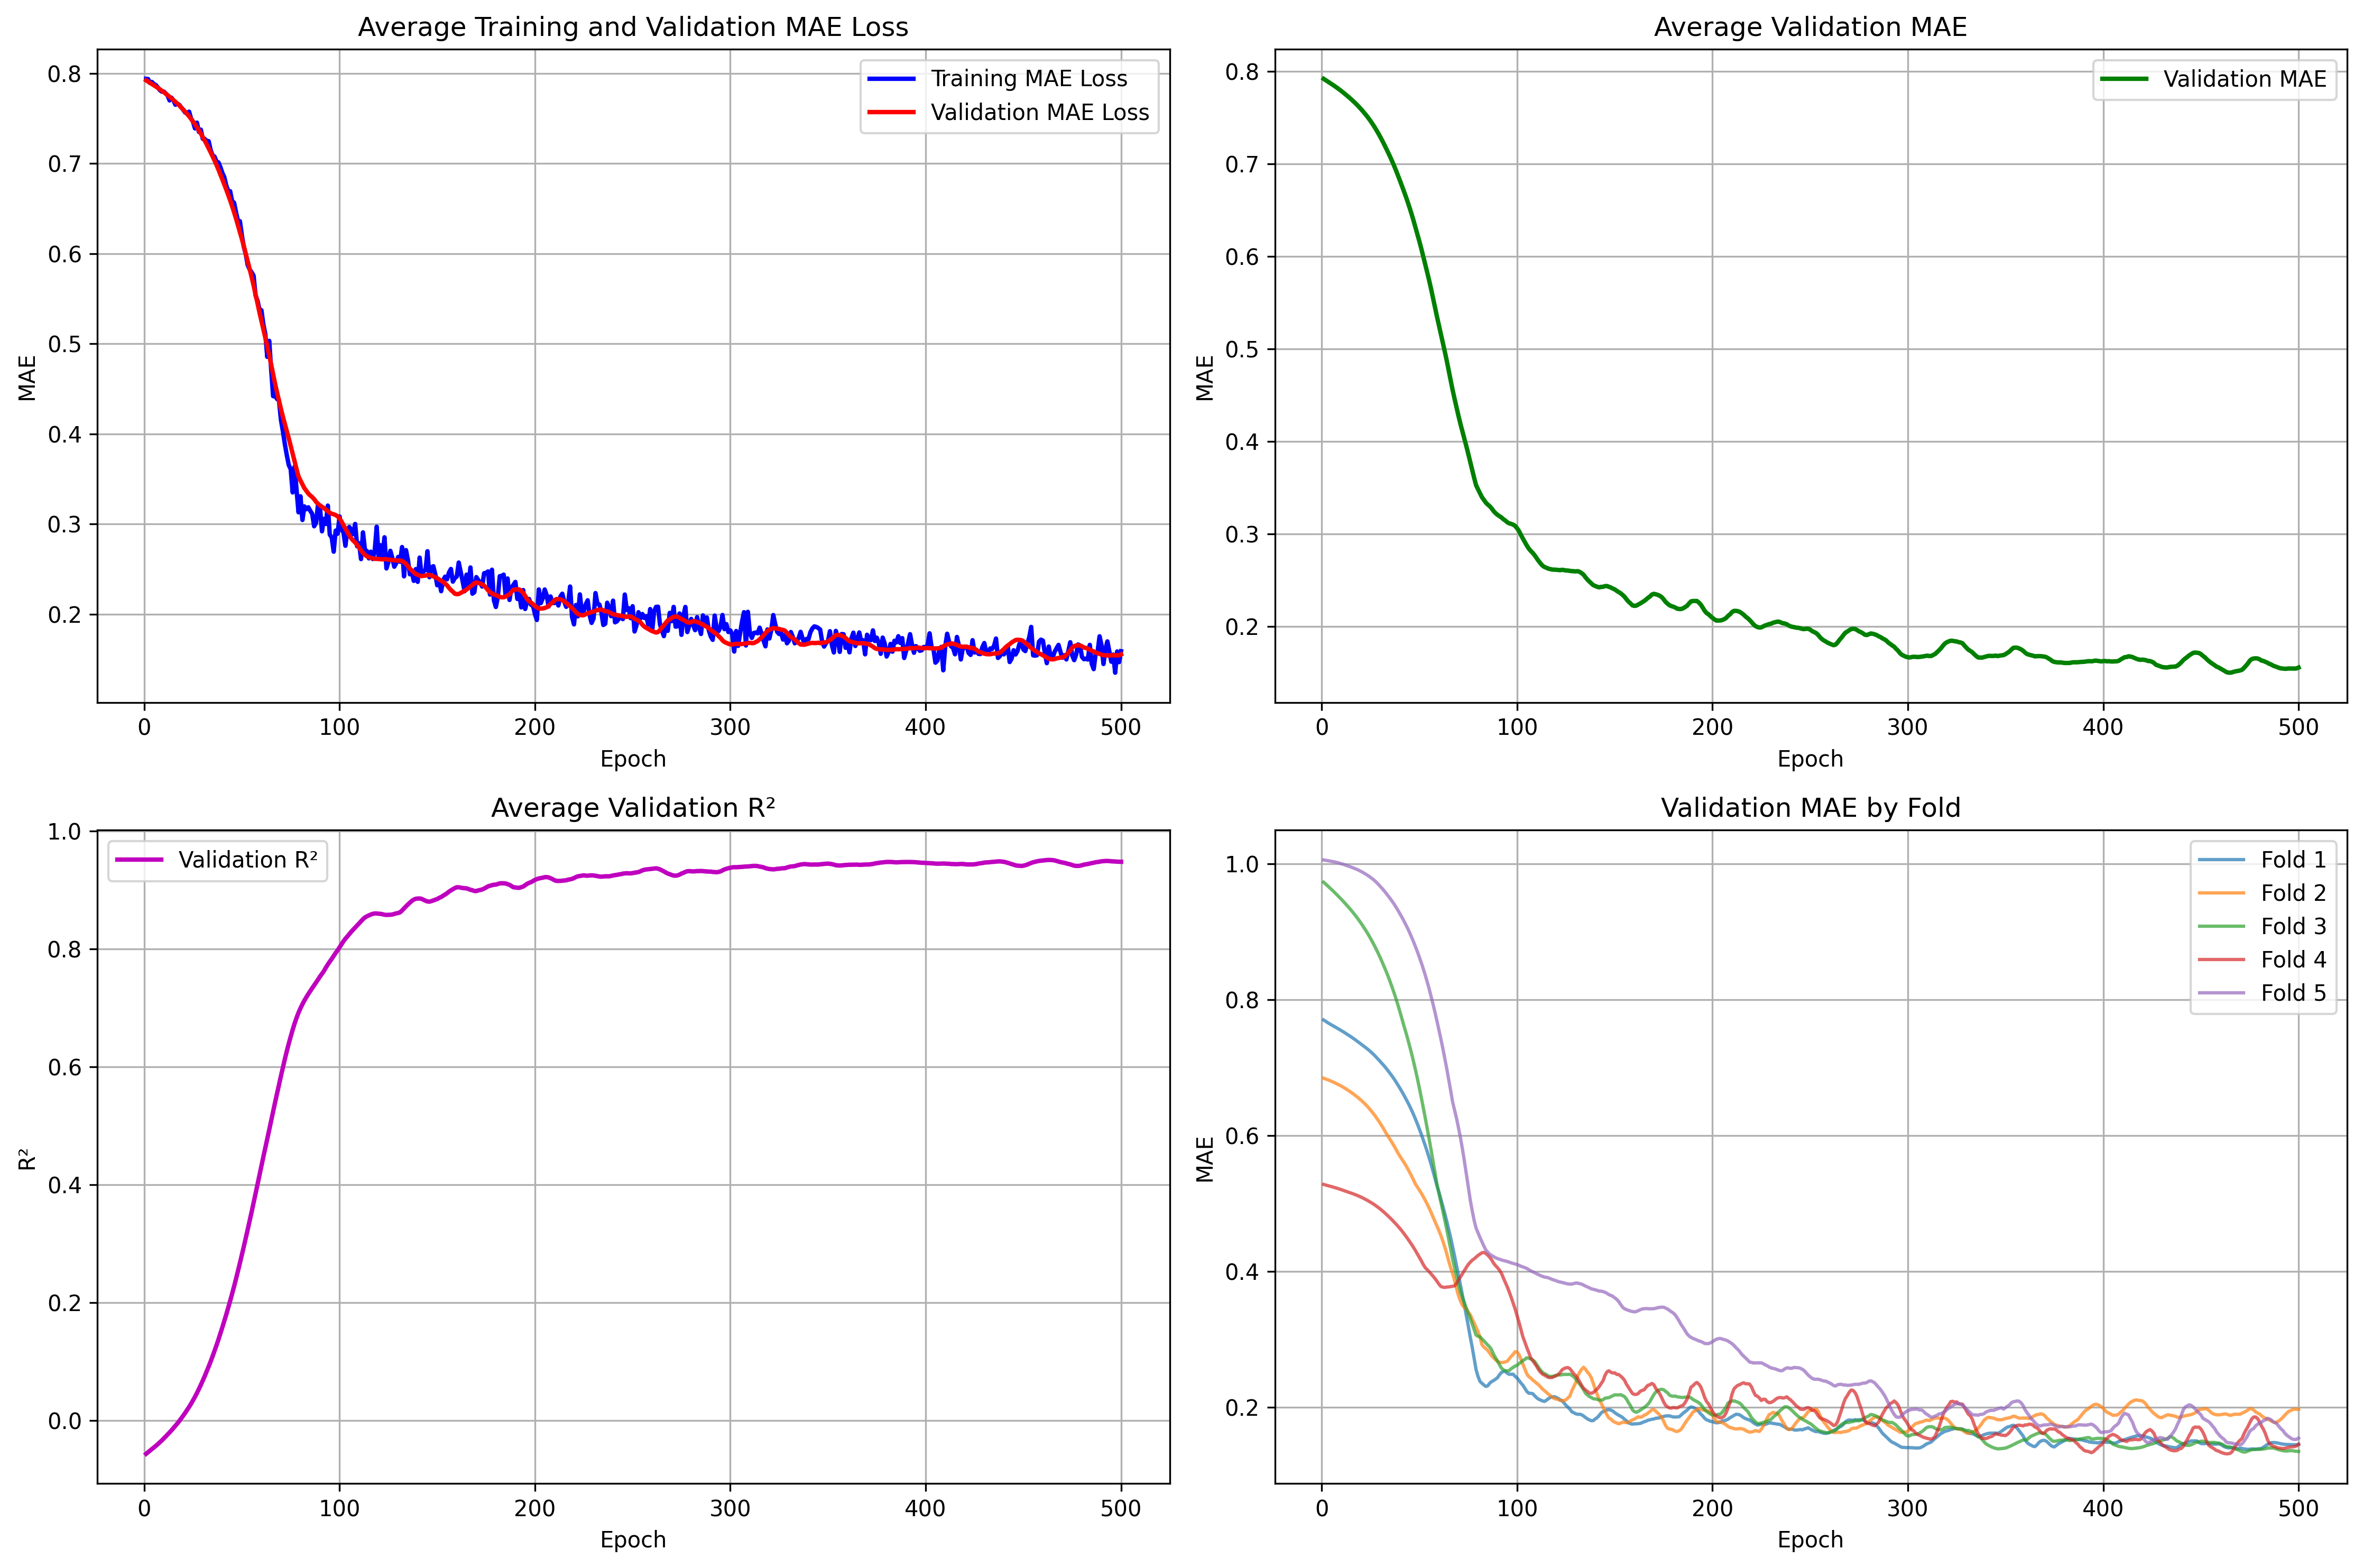 Average Training and Validation MAE Loss
0.8
0.7
0.6
0.5
0.4
0.3
0.2
MAE
Training MAE Loss
Validation MAE Loss
0
100
200
300
400
500
Epoch
Average Validation MAE
0.8
0.7
0.6
0.5
0.4
0.3
0.2
MAE
Validation MAE
0
100
200
300
400
500
Epoch
Average Validation R²
1.0
0.8
0.6
0.4
0.2
0.0
R²
Validation R²
0
100
200
300
400
500
Epoch
Validation MAE by Fold
1.0
0.8
0.6
0.4
0.2
MAE
Fold 1
Fold 2
Fold 3
Fold 4
Fold 5
0
100
200
300
400
500
Epoch